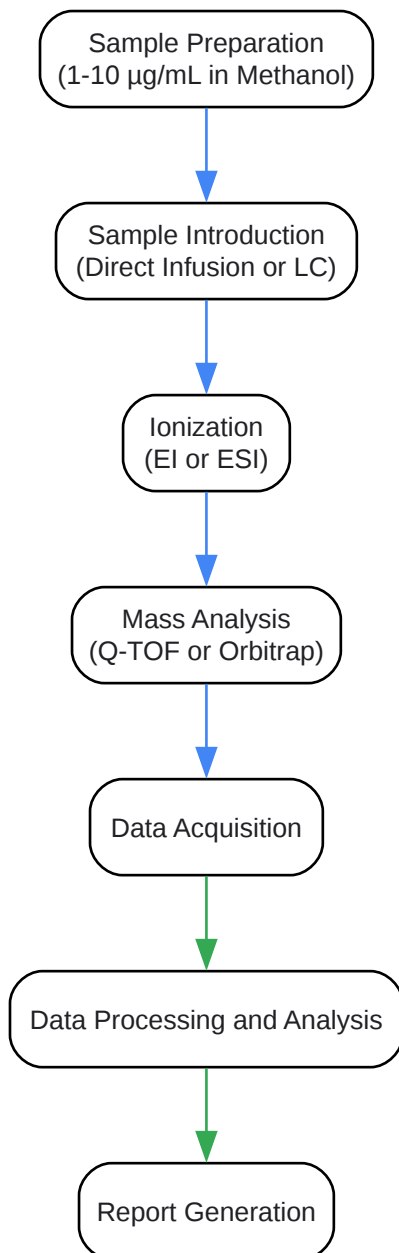 Sample Preparation
(1-10 µg/mL in Methanol)
Sample Introduction
(Direct Infusion or LC)
Ionization
(EI or ESI)
Mass Analysis
(Q-TOF or Orbitrap)
Data Acquisition
Data Processing and Analysis
Report Generation